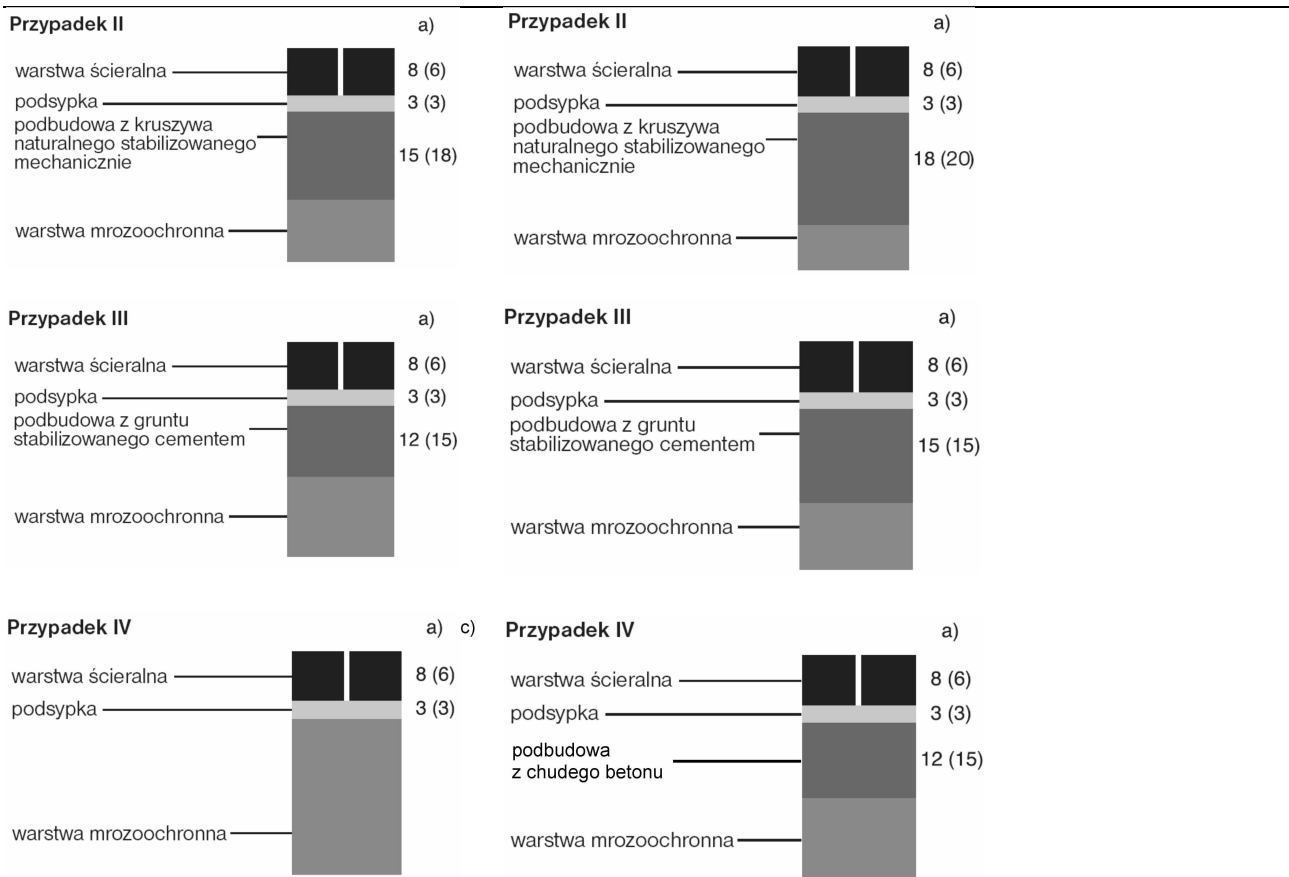 Przypadek II a)
warstwa ścieralna 8 (6)
podsypka 3 (3)
podbudowa z kruszywa
naturalnego stabilizowanego
mechanicznie
15 (18)
warstwa mrozoochronna
Przypadek II a)
warstwa ścieralna 8 (6)
podsypka 3 (3)
podbudowa z kruszywa
naturalnego stabilizowanego
mechanicznie
18 (20)
warstwa mrozoochronna
Przypadek III a)
warstwa ścieralna 8 (6)
podsypka 3 (3)
podbudowa z gruntu
stabilizowanego cementem
12 (15)
warstwa mrozoochronna
Przypadek III a)
warstwa ścieralna 8 (6)
podsypka 3 (3)
podbudowa z gruntu
stabilizowanego cementem
15 (15)
warstwa mrozoochronna
Przypadek IV a) c)
warstwa ścieralna 8 (6)
podsypka 3 (3)
warstwa mrozoochronna
Przypadek IV a)
warstwa ścieralna 8 (6)
podsypka 3 (3)
podbudowa
z chudego betonu
12 (15)
warstwa mrozoochronna